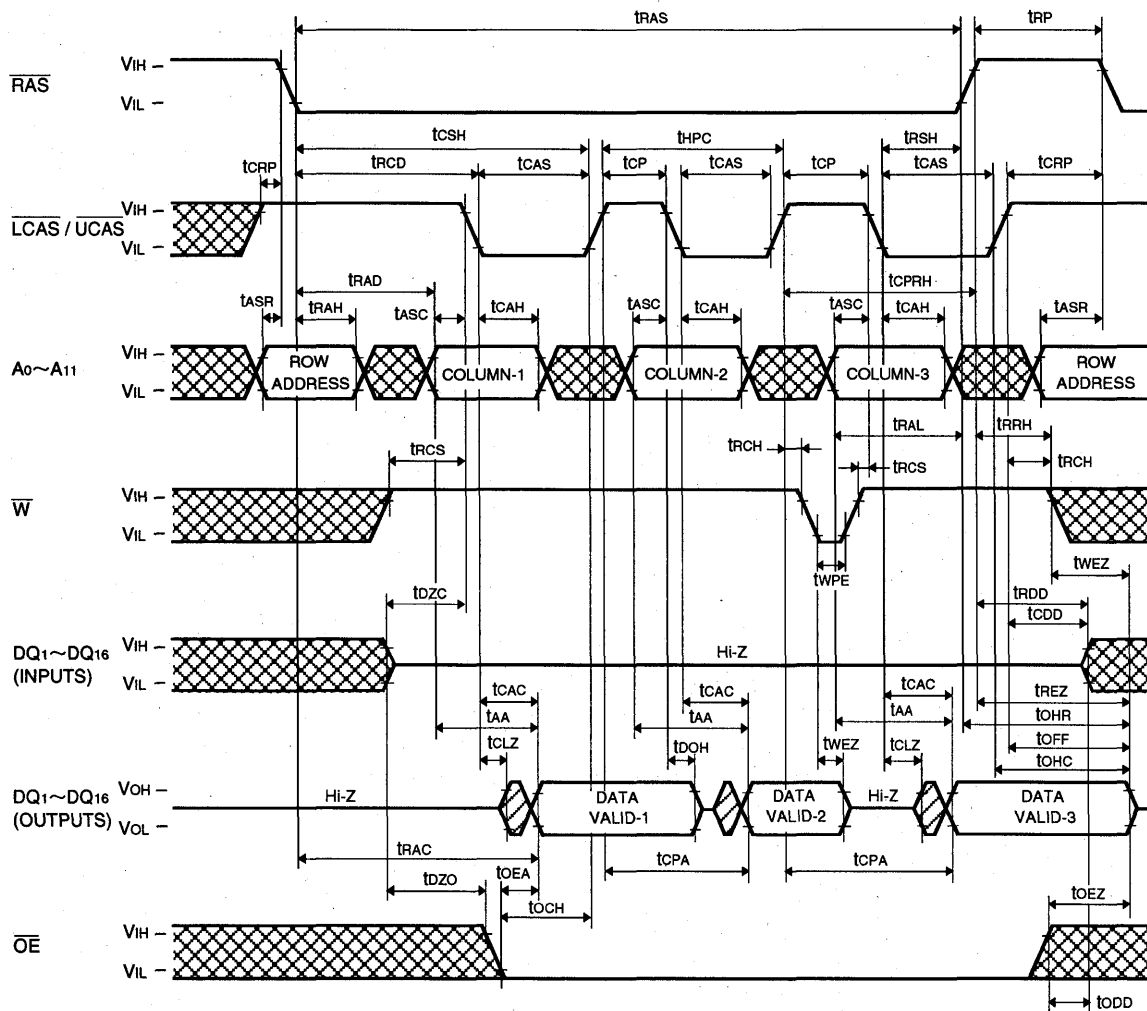 tRAS tRP
VIH
RAS
VIL
tCSH tHPC tRSH
tCRP tRCD tCAS tCP tCAS tCP tCAS tCRP
VIH
LCAS / UCAS
VIL
tRAD tCPRH
tASR tRAH tASC tCAH tASC tCAH tASC tCAH tASR
VIH
A0~A11
VIL
ROW ADDRESS
COLUMN-1
COLUMN-2
COLUMN-3
ROW ADDRESS
tRAL tRRH
tRCH
tRCS tRCS tRCH
VIH
W
VIL
tWPE tWEZ
tDZC tRDD
tCDD
VIH
DQ1~DQ16
(INPUTS)
VIL
Hi-Z
tCAC tCAC tCAC tREZ
tAA tAA tAA tOHR
tCLZ tDOH tWEZ tCLZ tOFF
tOHC
VOH
DQ1~DQ16
(OUTPUTS)
VOL
Hi-Z
DATA VALID-1
DATA VALID-2
Hi-Z
DATA VALID-3
tRAC tCPA tCPA
tDZO tOEA tOEZ
tOCH
VIH
OE
VIL
tODD